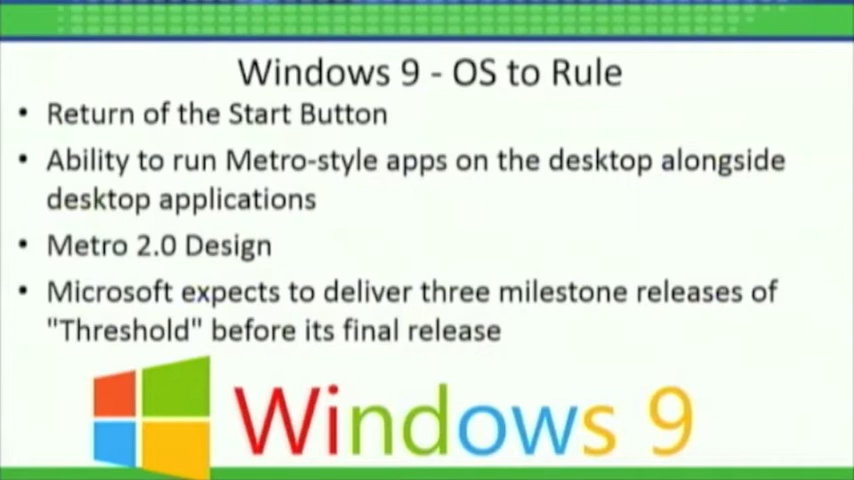 Windows 9 - OS to Rule
• Return of the Start Button
• Ability to run Metro-style apps on the desktop alongside
desktop applications
• Metro 2.0 Design
• Microsoft expects to deliver three milestone releases of
"Threshold" before its final release
Windows 9